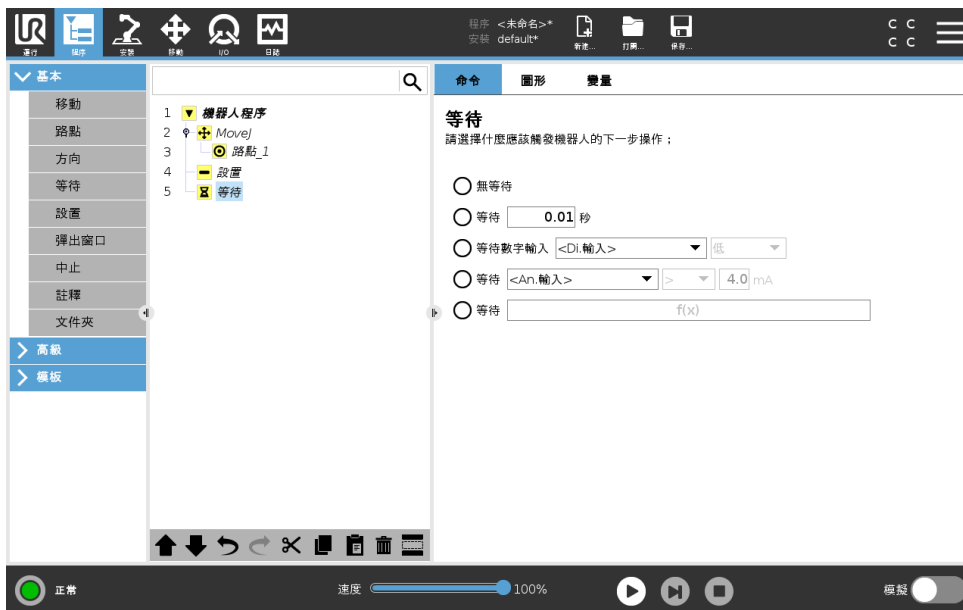 UR
運行 程序 安裝 移動 I/O 日誌
程序 <未命名>*
安裝 default*
新建... 打開... 保存...
C C
C C
基本
移動
路點
方向
等待
設置
彈出窗口
中止
註釋
文件夾
高級
模板
1 機器人程序
2 MoveJ
3 路點_1
4 設置
5 等待
命令 圖形 變量
等待
請選擇什麼應該觸發機器人的下一步操作；
無等待
等待 0.01 秒
等待數字輸入 <Di.輸入> 低
等待 <An.輸入> > 4.0 mA
等待 f(x)
正常
速度 100%
模擬